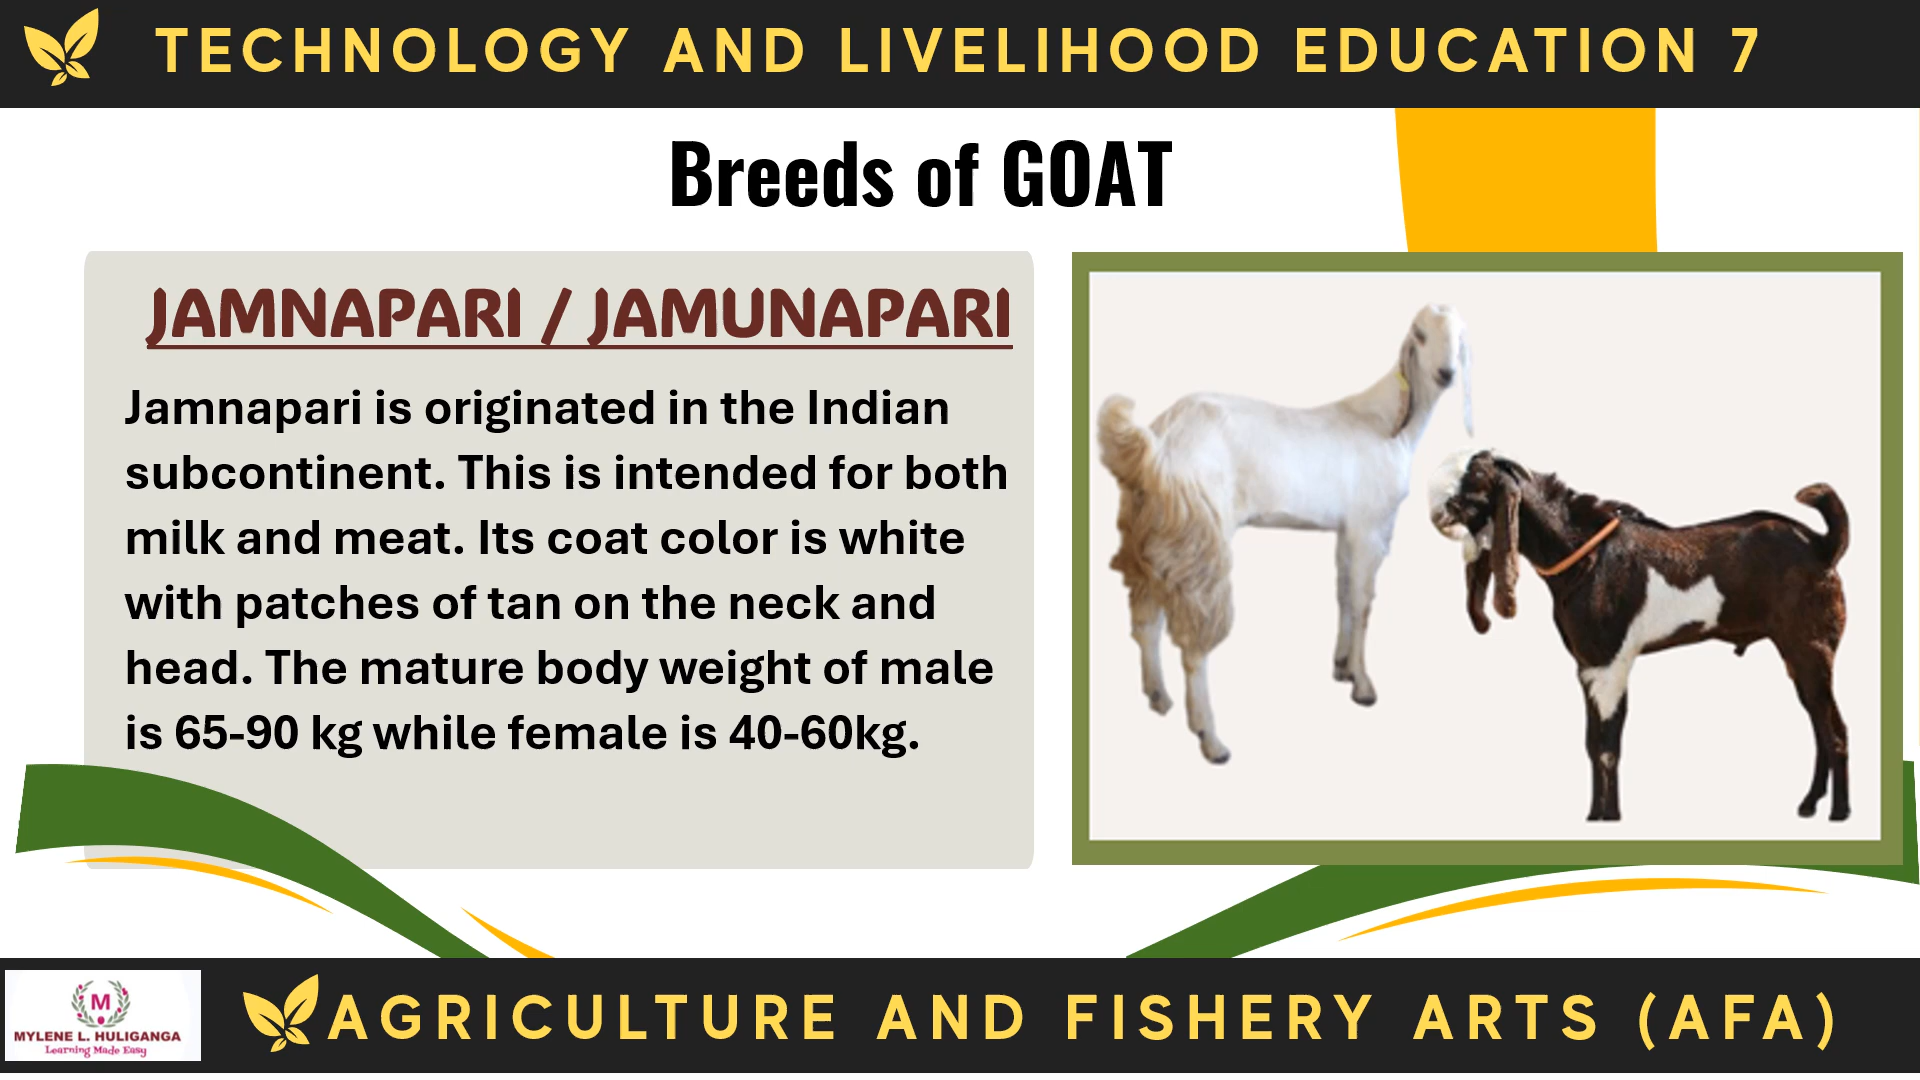 TECHNOLOGY AND LIVELIHOOD EDUCATION 7
Breeds of GOAT
JAMNAPARI / JAMUNAPARI
Jamnapari is originated in the Indian
subcontinent. This is intended for both
milk and meat. Its coat color is white
with patches of tan on the neck and
head. The mature body weight of male
is 65-90 kg while female is 40-60kg.
M
MYLENE L. HULIGANGA
Learning Made Easy
AGRICULTURE AND FISHERY ARTS (AFA)